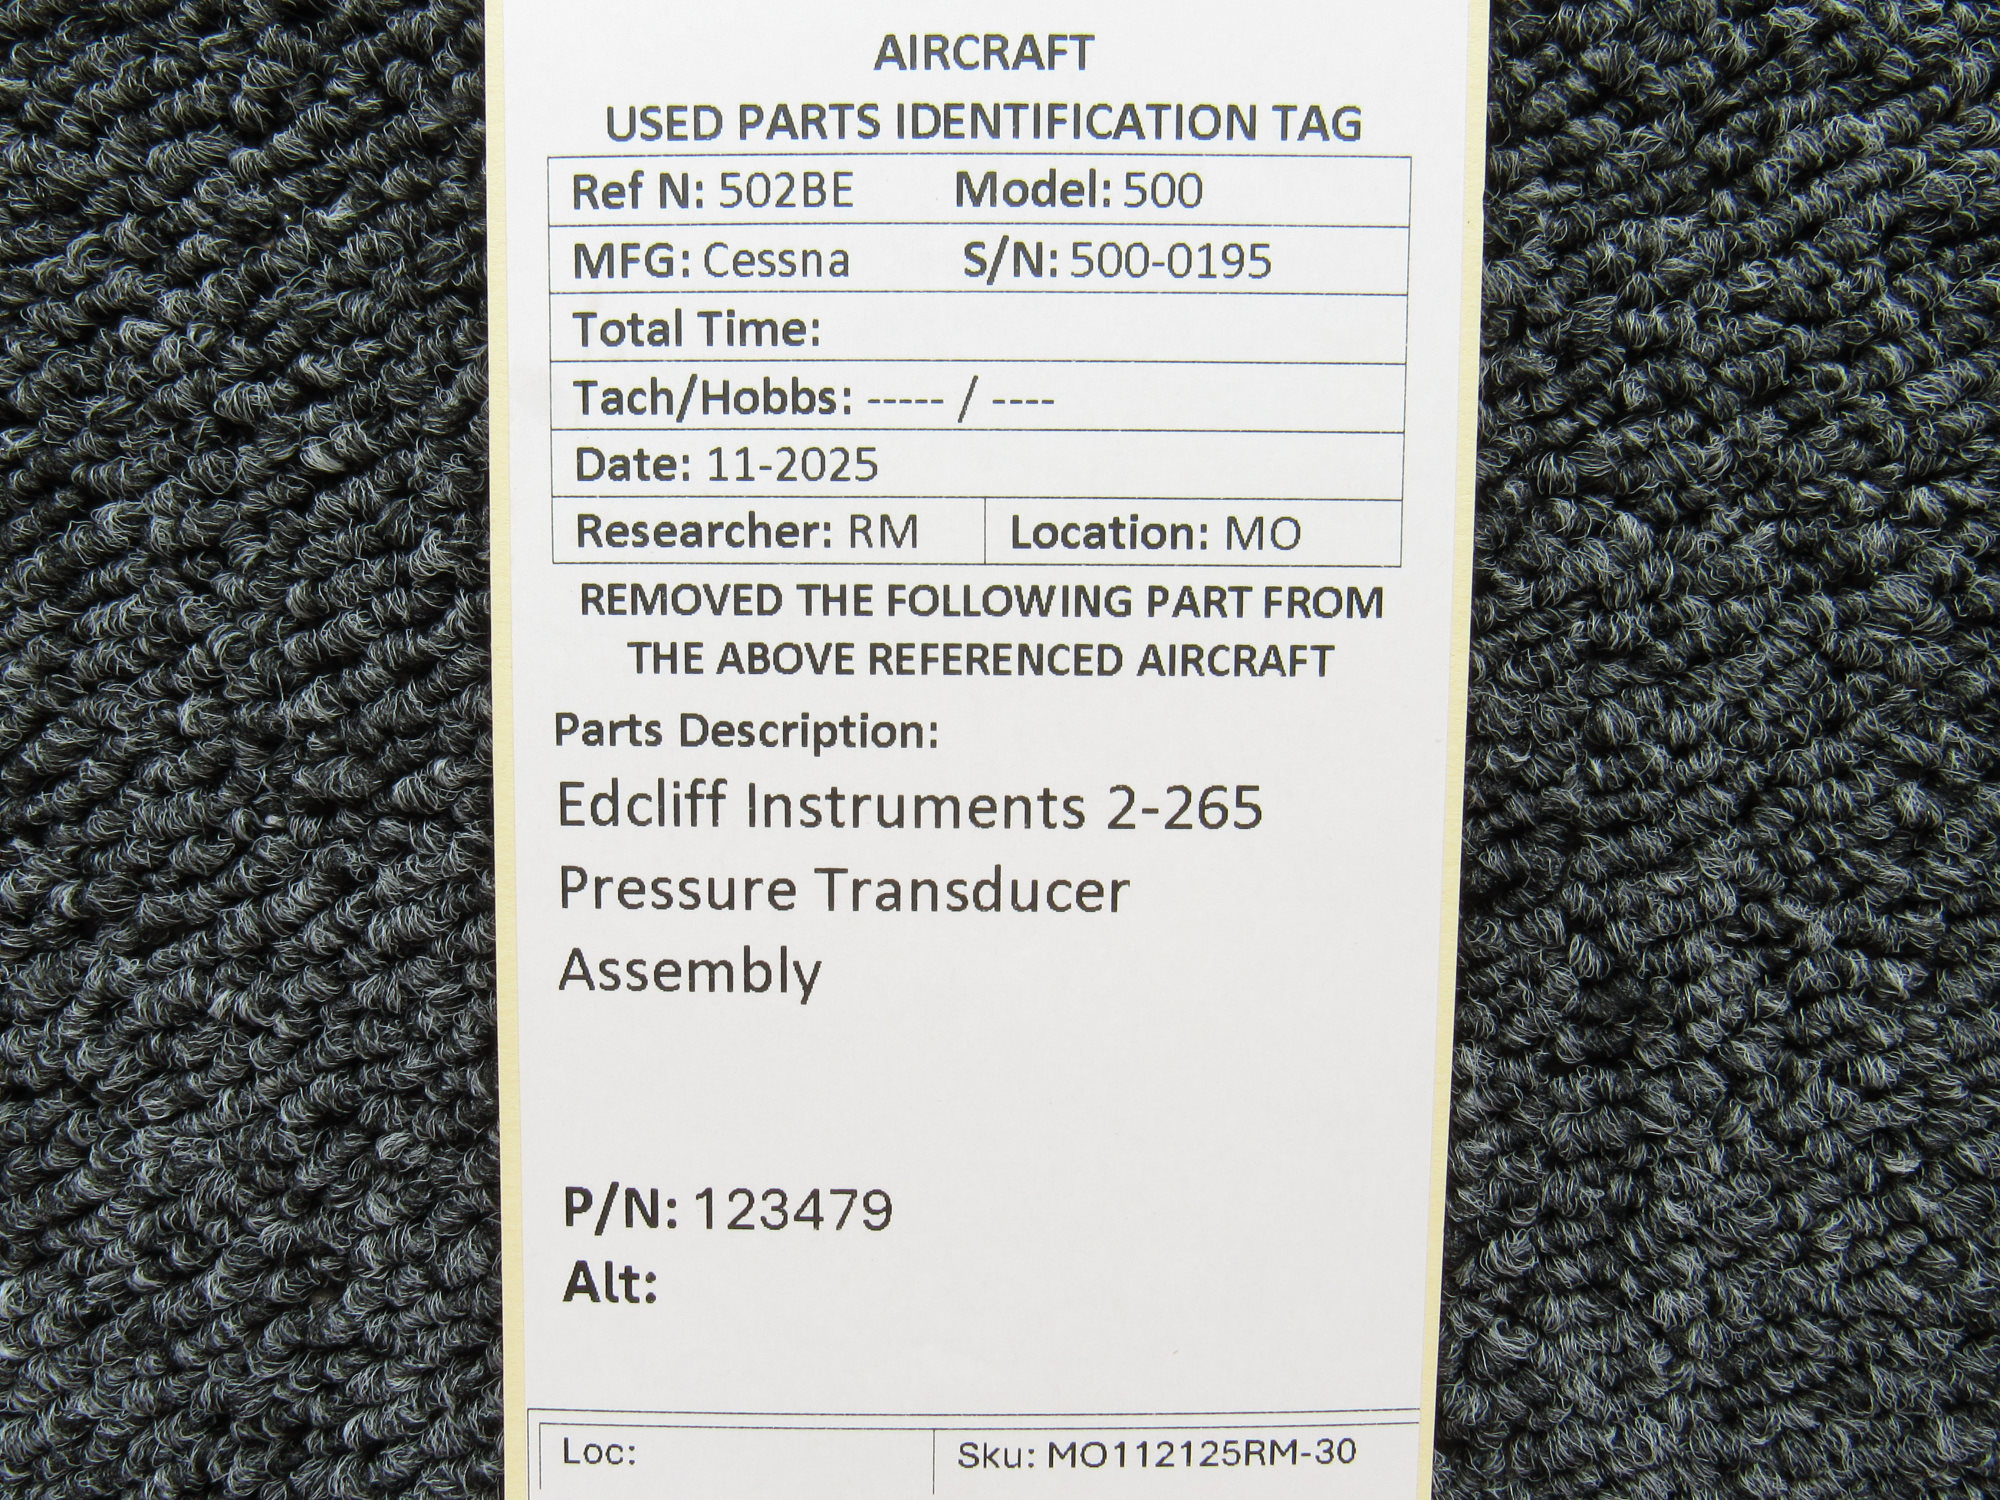 AIRCRAFT
USED PARTS IDENTIFICATION TAG
Ref N: 502BE Model: 500
MFG: Cessna S/N: 500-0195
Total Time:
Tach/Hobbs: ----- / ----
Date: 11-2025
Researcher: RM Location: MO
REMOVED THE FOLLOWING PART FROM
THE ABOVE REFERENCED AIRCRAFT
Parts Description:
Edcliff Instruments 2-265
Pressure Transducer
Assembly
P/N: 123479
Alt:
Loc: Sku: MO112125RM-30